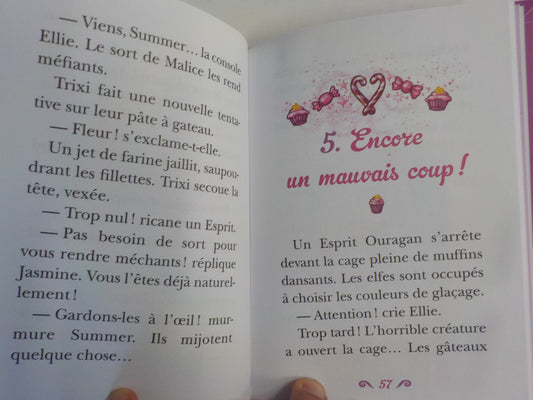 — Viens, Summer… la console
Ellie. Le sort de Malice les rend
méfiants.
Trixi fait une nouvelle tenta-
tive sur leur pâte à gateau.
— Fleur ! s’exclame-t-elle.
Un jet de farine jaillit, saupou-
drant les fillettes. Trixi secoue la
tête, vexée.
— Trop nul ! ricane un Esprit.
— Pas besoin de sort pour
vous rendre méchants ! réplique
Jasmine. Vous l’êtes déjà naturel-
lement !
— Gardons-les à l’œil ! mur-
mure Summer. Ils mijotent
quelque chose…
5. Encore
un mauvais coup !
Un Esprit Ouragan s’arrête
devant la cage pleine de muffins
dansants. Les elfes sont occupés
à choisir les couleurs de glaçage.
— Attention ! crie Ellie.
Trop tard ! L’horrible créature
a ouvert la cage… Les gâteaux
57